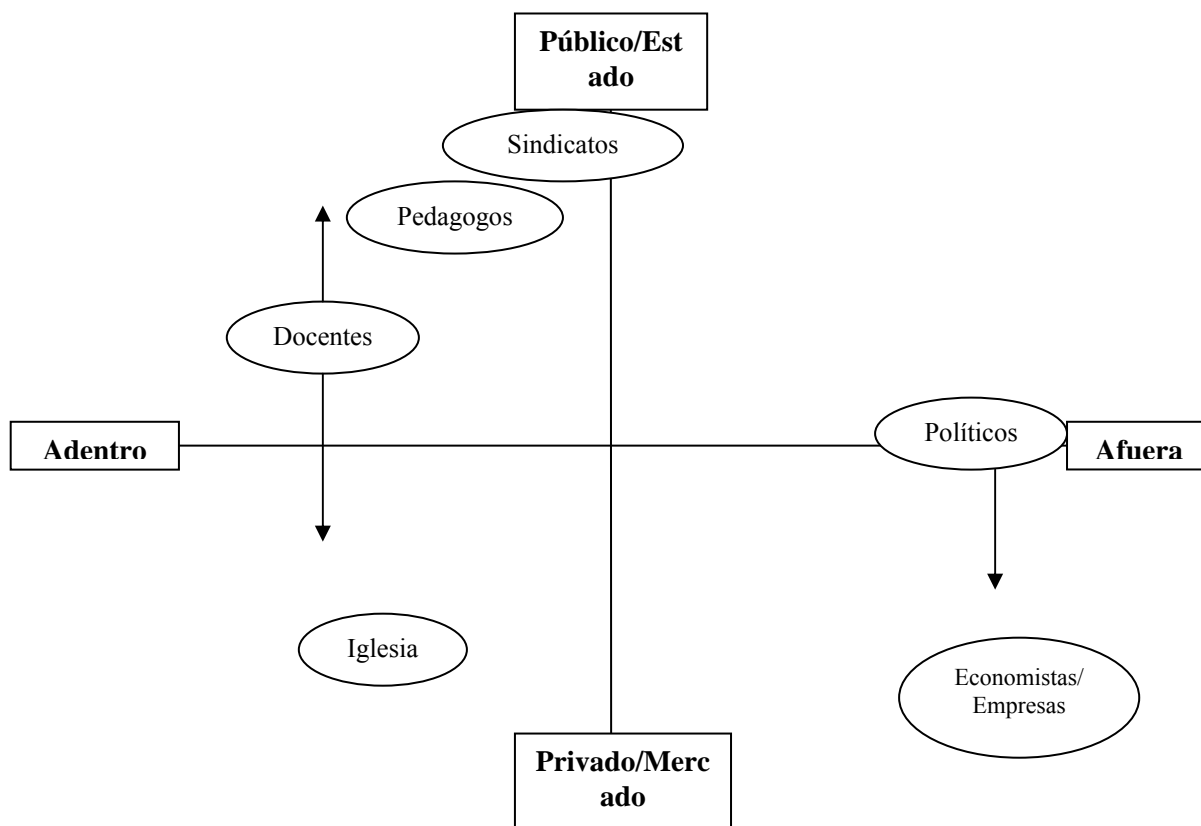 Público/Est
ado
Sindicatos
Pedagogos
Docentes
Adentro
Políticos
Afuera
Iglesia
Economistas/
Empresas
Privado/Merc
ado